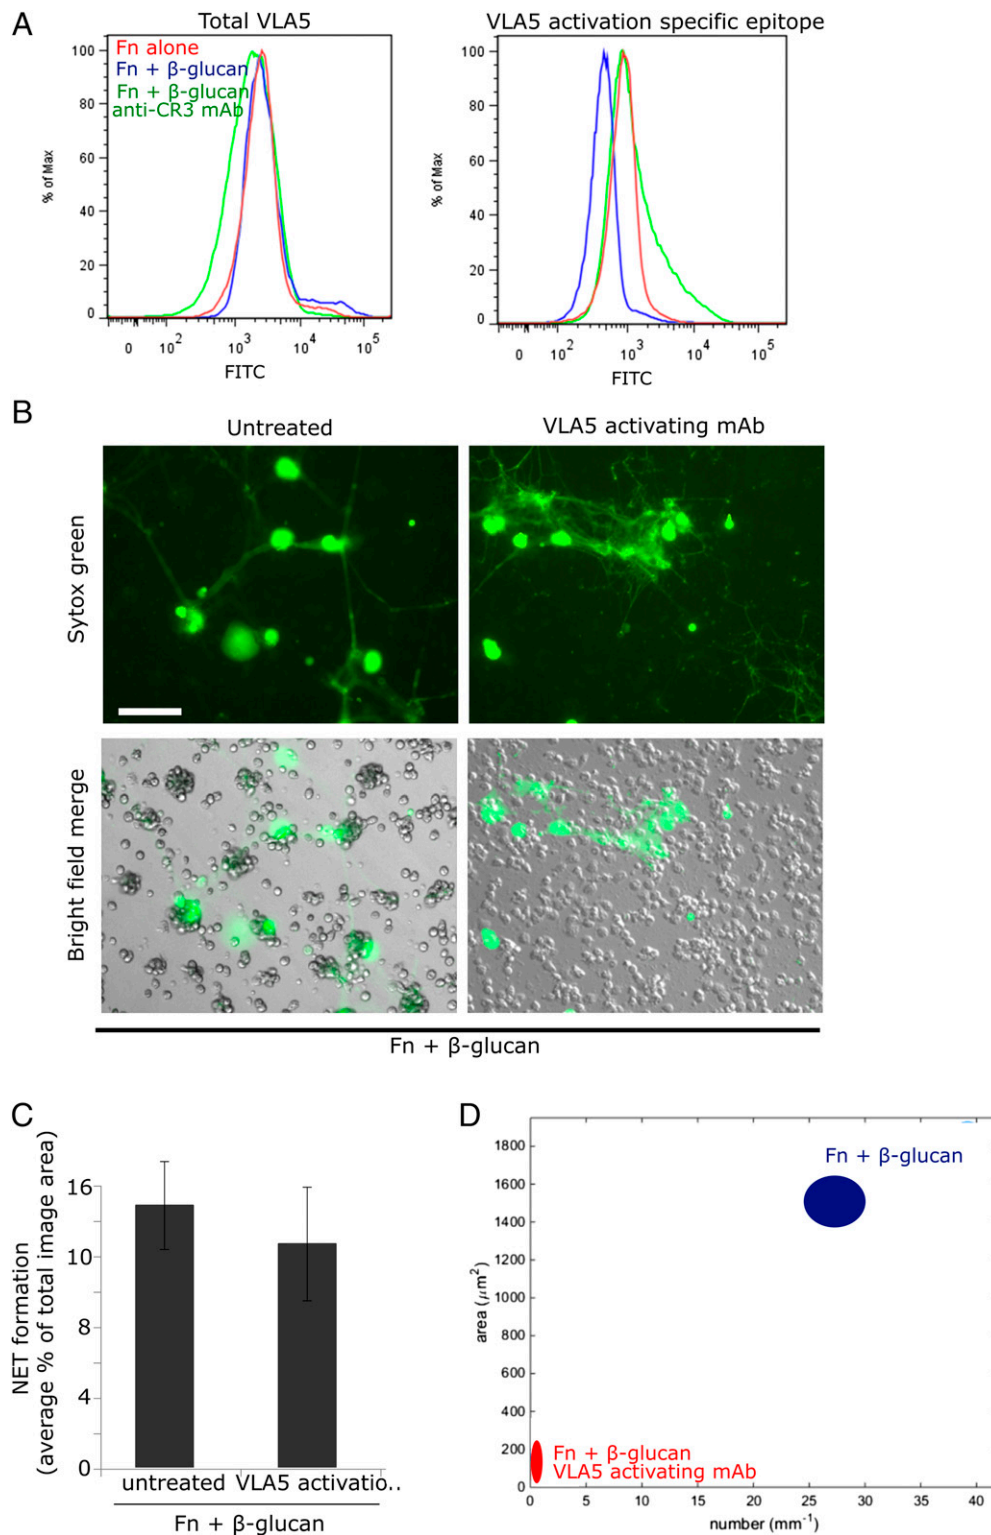 A
Total VLA5
Fn alone
Fn + β-glucan
Fn + β-glucan
anti-CR3 mAb
% of Max
100
80
60
40
20
0
0 10² 10³ 10⁴ 10⁵
FITC
VLA5 activation specific epitope
% of Max
100
80
60
40
20
0
0 10² 10³ 10⁴ 10⁵
FITC
B
Untreated
VLA5 activating mAb
Sytox green
Bright field merge
Fn + β-glucan
C
NET formation
(average % of total image area)
16
10
8
4
0
untreated VLA5 activatio..
Fn + β-glucan
D
area (μm²)
1800
1600
1400
1200
1000
800
600
400
200
0
Fn + β-glucan
Fn + β-glucan
VLA5 activating mAb
0 5 10 15 20 25 30 35 40
number (mm⁻¹)